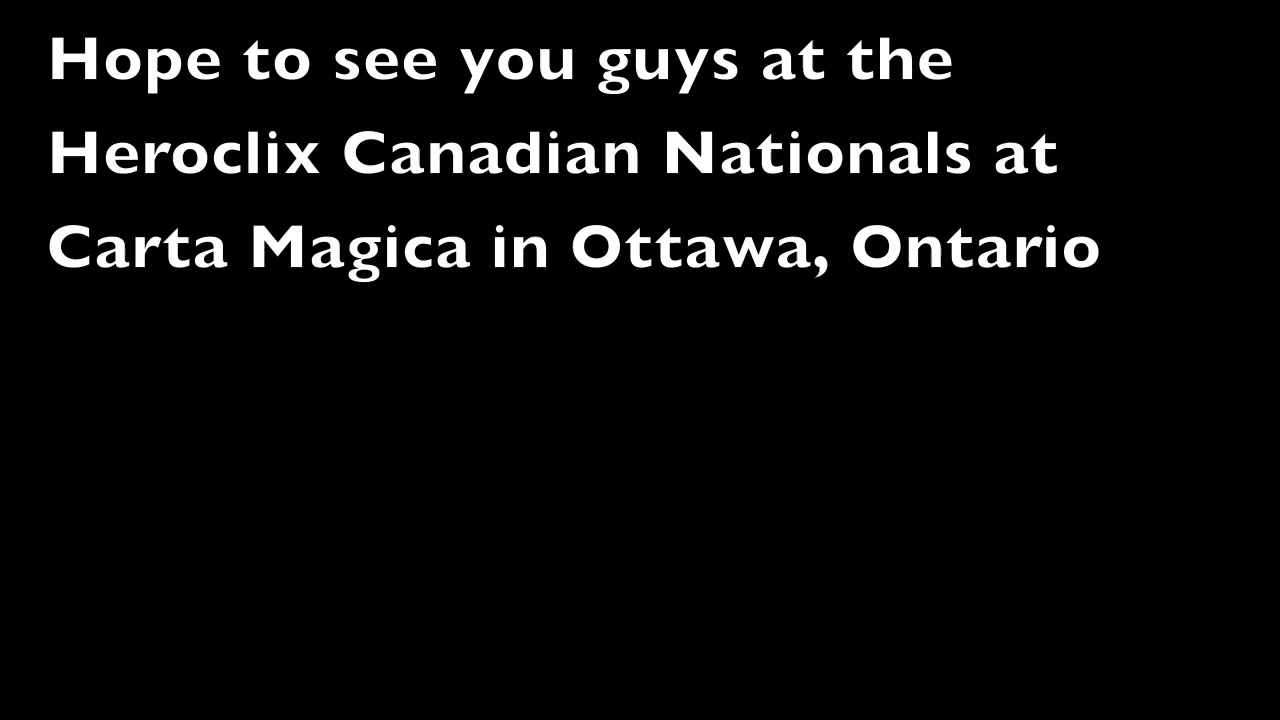 Hope to see you guys at the
Heroclix Canadian Nationals at
Carta Magica in Ottawa, Ontario